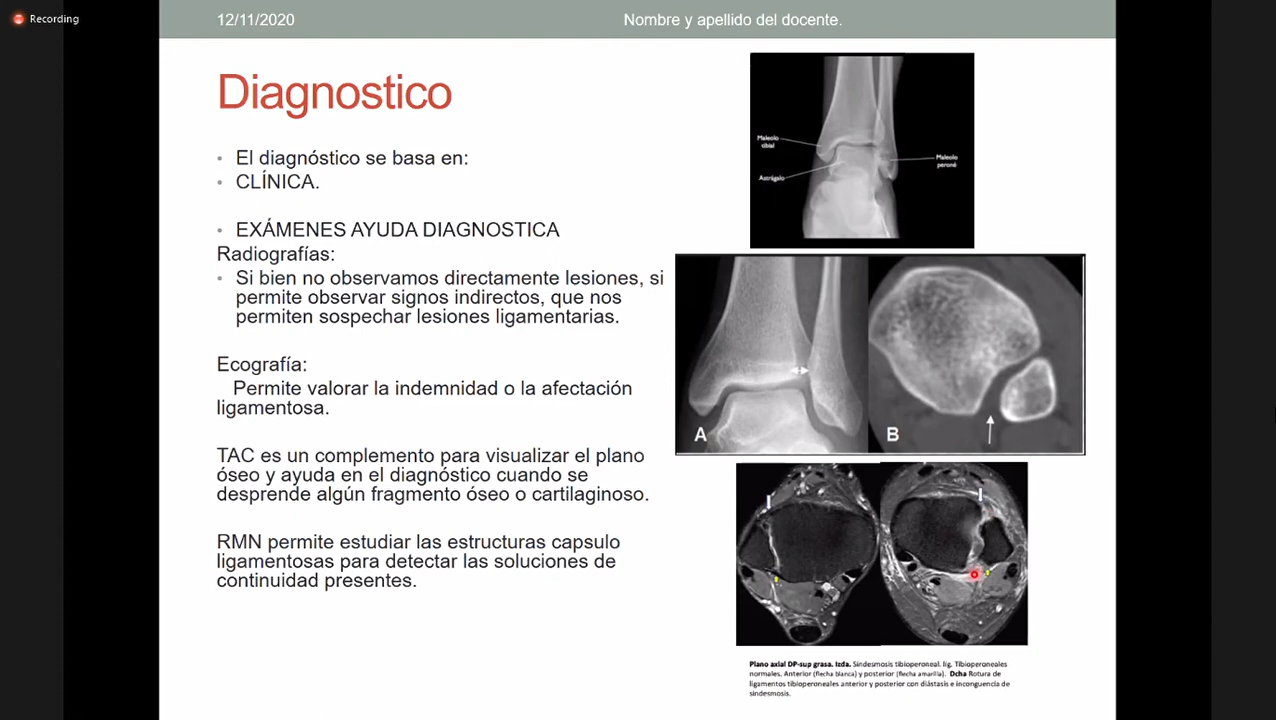 Recording
12/11/2020
Nombre y apellido del docente.
Diagnostico
• El diagnóstico se basa en:
• CLÍNICA.
• EXÁMENES AYUDA DIAGNOSTICA
Radiografías:
• Si bien no observamos directamente lesiones, si
permite observar signos indirectos, que nos
permiten sospechar lesiones ligamentarias.
Ecografía:
Permite valorar la indemnidad o la afectación
ligamentosa.
TAC es un complemento para visualizar el plano
óseo y ayuda en el diagnóstico cuando se
desprende algún fragmento óseo o cartilaginoso.
RMN permite estudiar las estructuras capsulo
ligamentosas para detectar las soluciones de
continuidad presentes.
Maleolo
tibial
Astrágalo
Maleolo
peroné
A
B
Plano axial DP-sup grasa. Izda. Sindesmosis tibioperoneal. lig. Tibioperoneales
normales. Anterior (flecha blanca) y posterior (flecha amarilla). Dcha Rotura de
ligamentos tibioperoneales anterior y posterior con diástasis e incongruencia de
sindesmosis.